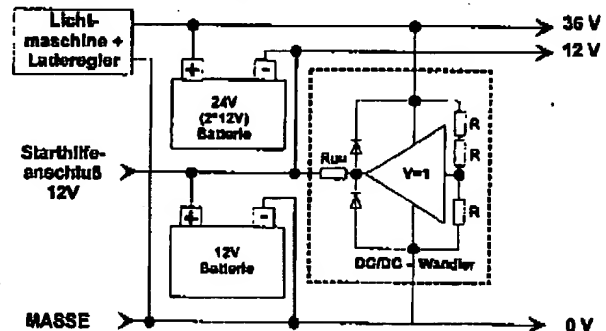 Licht-
maschine +
Laderegler
36 V
12 V
+
-
24V
(2*12V)
Batterie
R
R
Starthilfe-
anschluß
12V
V=1
R
+
-
12V
Batterie
DC/DC - Wandler
MASSE
0 V